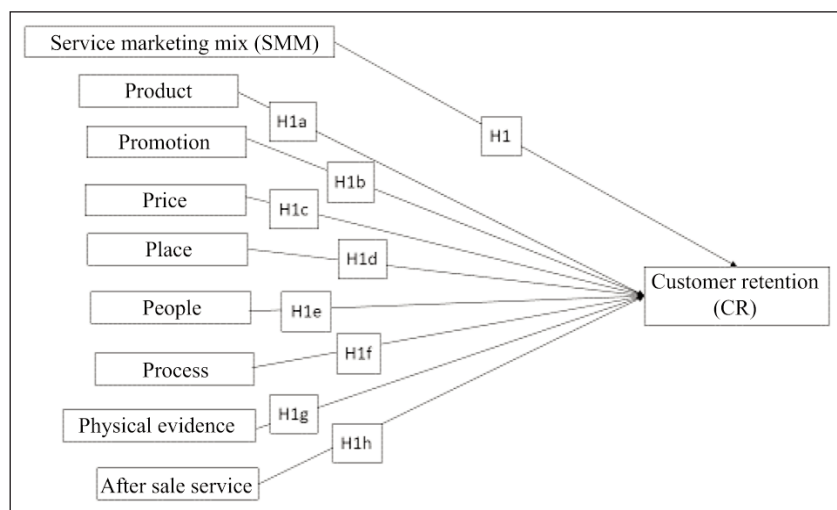 Service marketing mix (SMM)
Product
H1a
Promotion
H1
H1b
Price
H1c
Place
H1d
Customer retention
(CR)
People
H1e
Process
H1f
Physical evidence
H1g
H1h
After sale service